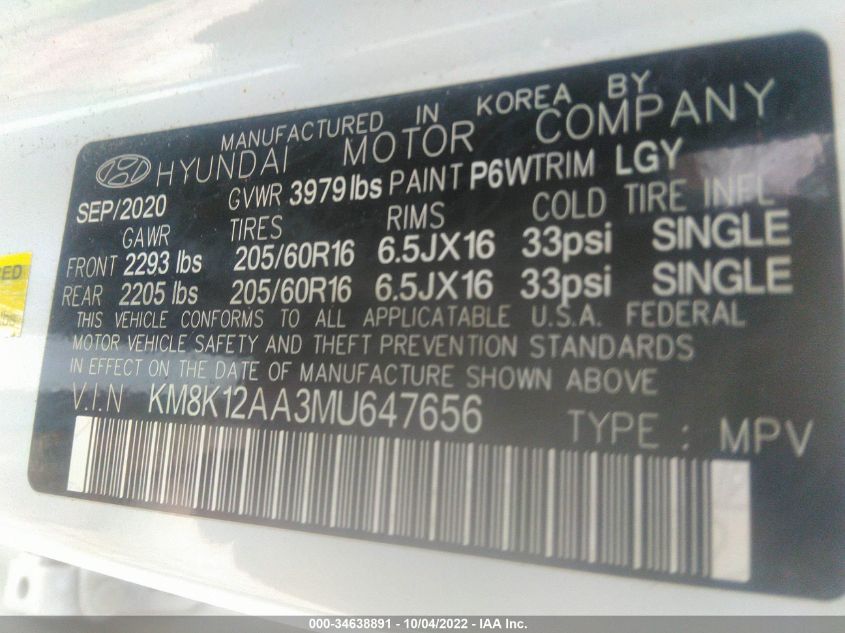 MANUFACTURED IN KOREA BY
HYUNDAI MOTOR COMPANY
SEP/2020 GVWR 3979lbs PAINT P6W TRIM LGY
GAWR TIRES RIMS COLD TIRE INFL
FRONT 2293 lbs 205/60R16 6.5JX16 33psi SINGLE
REAR 2205 lbs 205/60R16 6.5JX16 33psi SINGLE
THIS VEHICLE CONFORMS TO ALL APPLICATABLE U.S.A. FEDERAL
MOTOR VEHICLE SAFETY AND THEFT PREVENTION STANDARDS
IN EFFECT ON THE DATE OF MANUFACTURE SHOWN ABOVE
V.I.N KM8K12AA3MU647656
TYPE : MPV
000-34638891 - 10/04/2022 - IAA Inc.